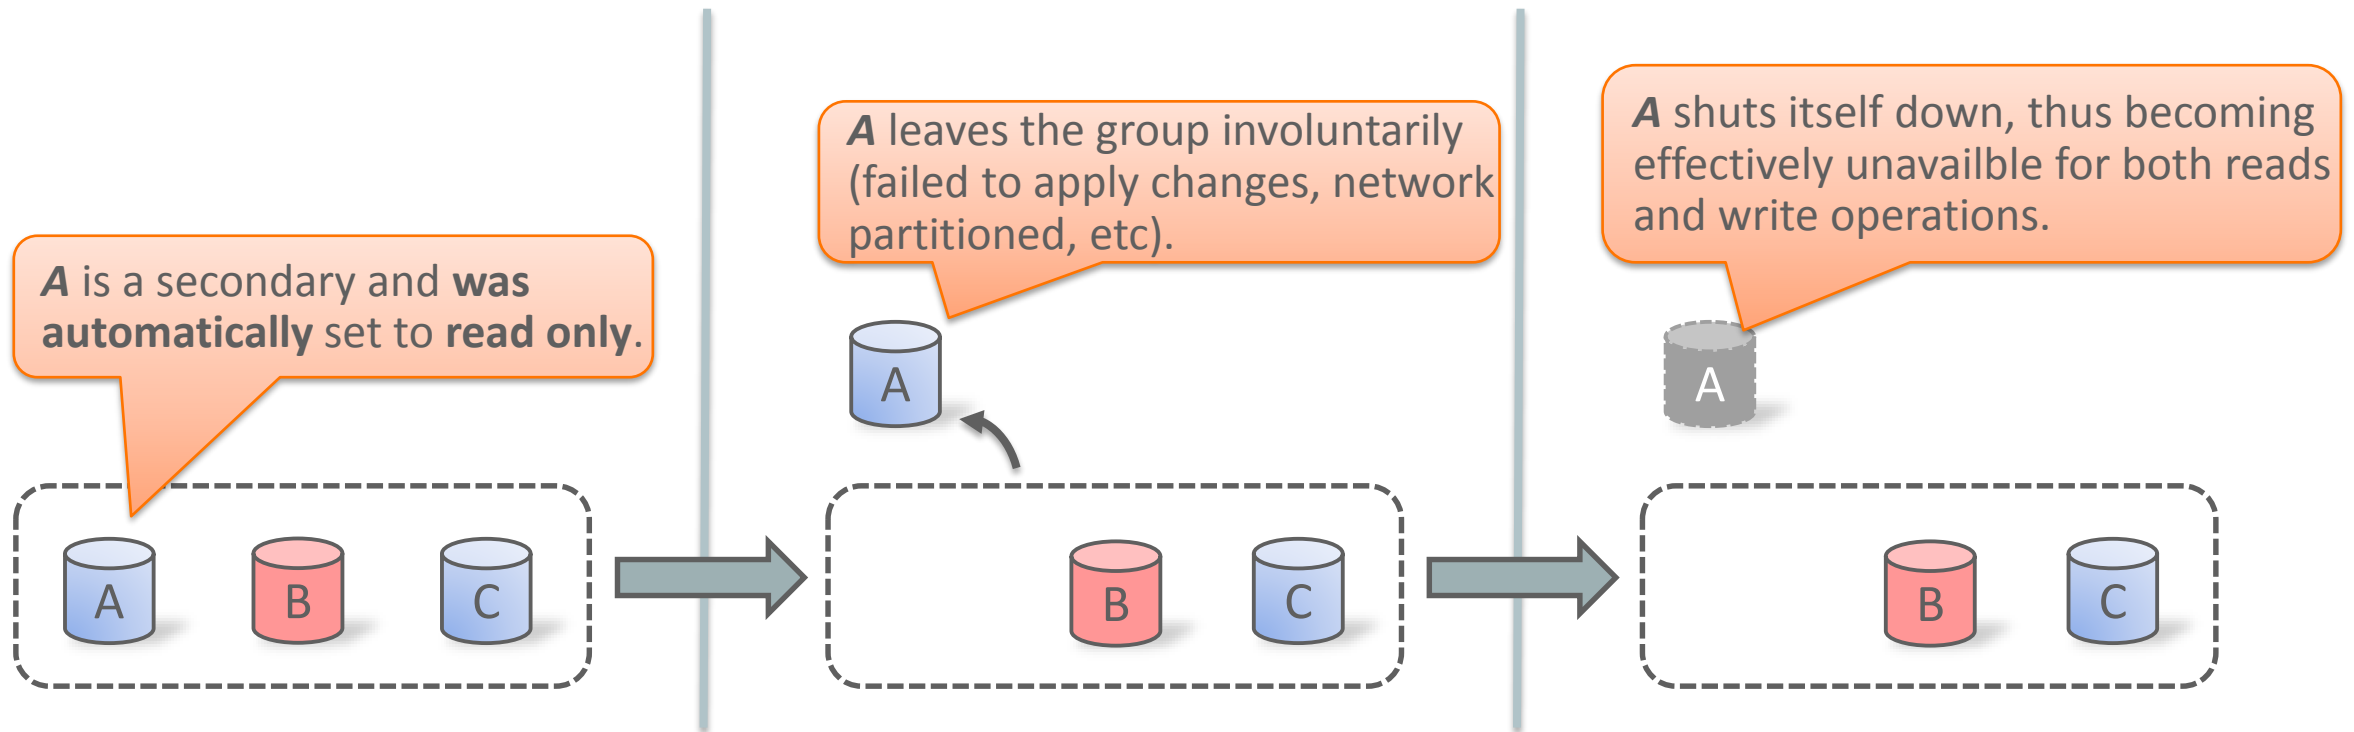 A is a secondary and was
automatically set to read only.
A
B
C
A leaves the group involuntarily
(failed to apply changes, network
partitioned, etc).
A
B
C
A shuts itself down, thus becoming
effectively unavailble for both reads
and write operations.
A
B
C